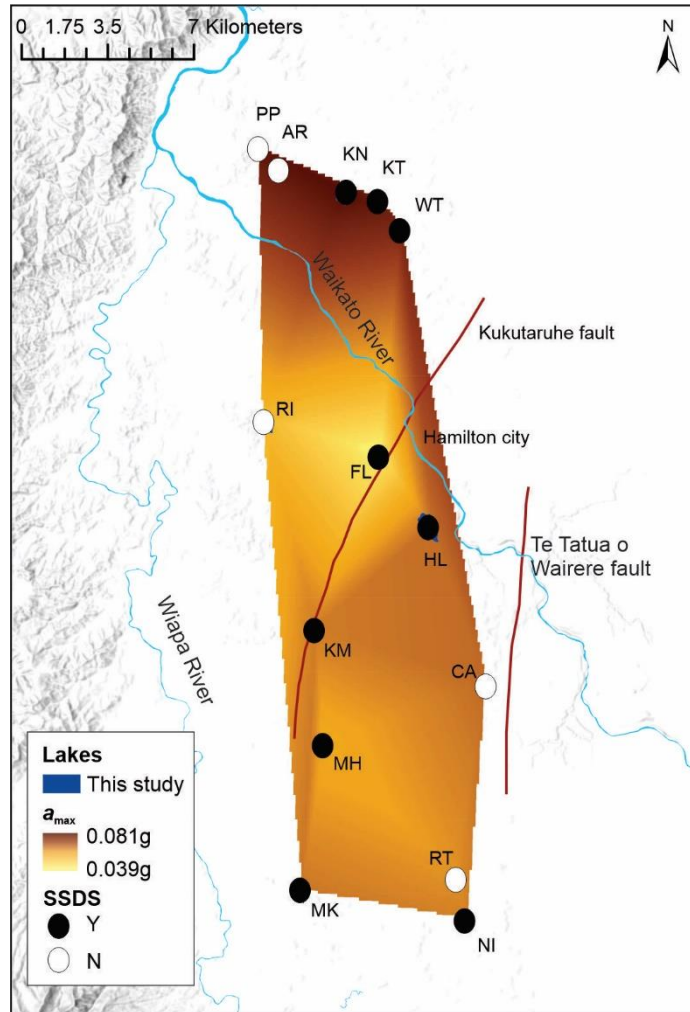 0 1.75 3.5 7 Kilometers
N
PP
AR
KN
KT
WT
Waikato River
Kukutaruhe fault
RI
Hamilton city
FL
Te Tatua o
Wairere fault
HL
Wiapa River
KM
CA
MH
RT
MK
NI
Lakes
This study
amax
0.081g
0.039g
SSDS
Y
N